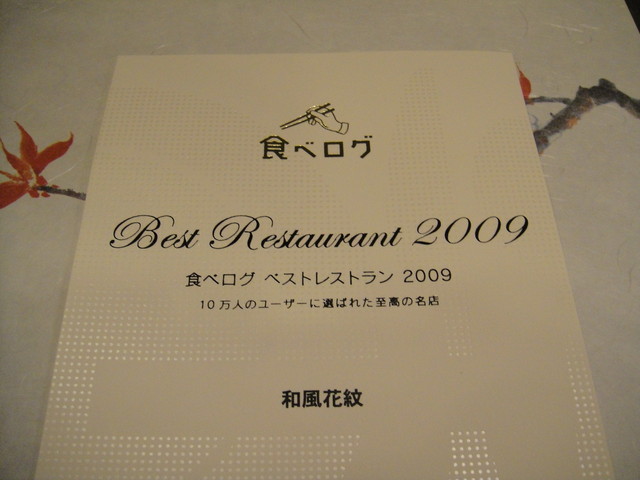 食べログ
Best Restaurant 2009
食べログ ベストレストラン 2009
10万人のユーザーに選ばれた至高の名店
和風花紋